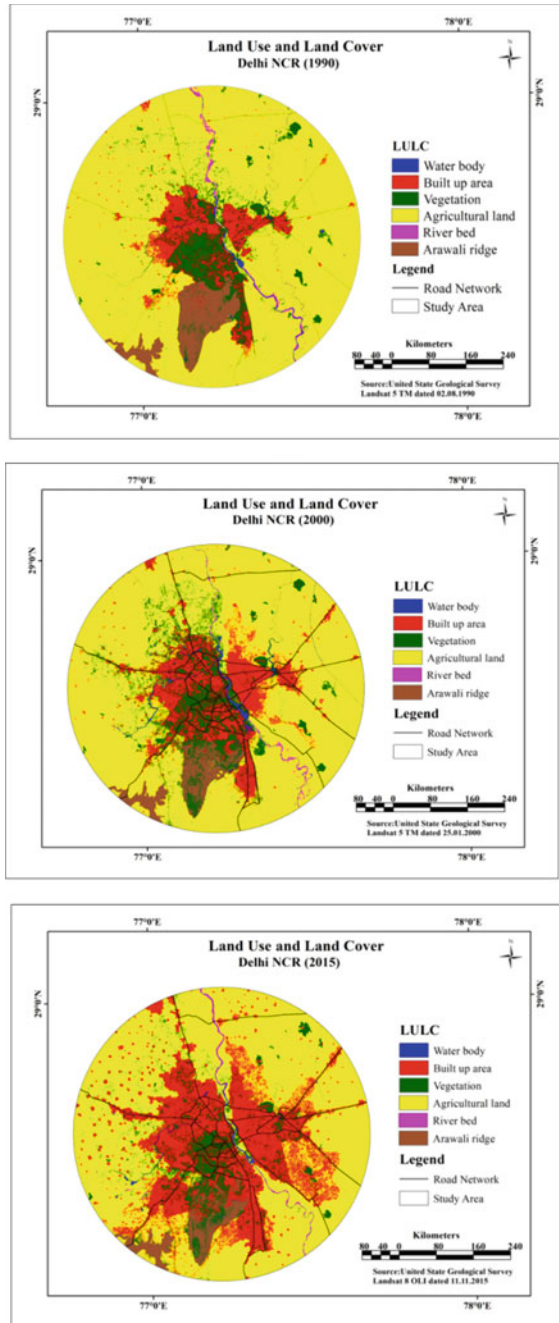 77°0'E 78°0'E
Land Use and Land Cover
Delhi NCR (1990)
29°0'N 29°0'N
LULC
Water body
Built up area
Vegetation
Agricultural land
River bed
Arawali ridge
Legend
Road Network
Study Area
Kilometers
80 40 0 80 160 240
Source:United State Geological Survey
Landsat 5 TM dated 02.08.1990
77°0'E 78°0'E
77°0'E 78°0'E
Land Use and Land Cover
Delhi NCR (2000)
29°0'N 29°0'N
LULC
Water body
Built up area
Vegetation
Agricultural land
River bed
Arawali ridge
Legend
Road Network
Study Area
Kilometers
80 40 0 80 160 240
Source:United State Geological Survey
Landsat 5 TM dated 25.01.2000
77°0'E 78°0'E
77°0'E 78°0'E
Land Use and Land Cover
Delhi NCR (2015)
29°0'N 29°0'N
LULC
Water body
Built up area
Vegetation
Agricultural land
River bed
Arawali ridge
Legend
Road Network
Study Area
Kilometers
80 40 0 80 160 240
Source:United State Geological Survey
Landsat 8 OLI dated 11.11.2015
77°0'E 78°0'E